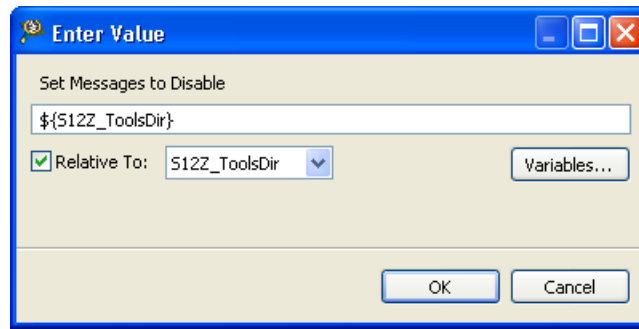 Enter Value
Set Messages to Disable
${S12Z_ToolsDir}
Relative To: S12Z_ToolsDir Variables...
OK Cancel